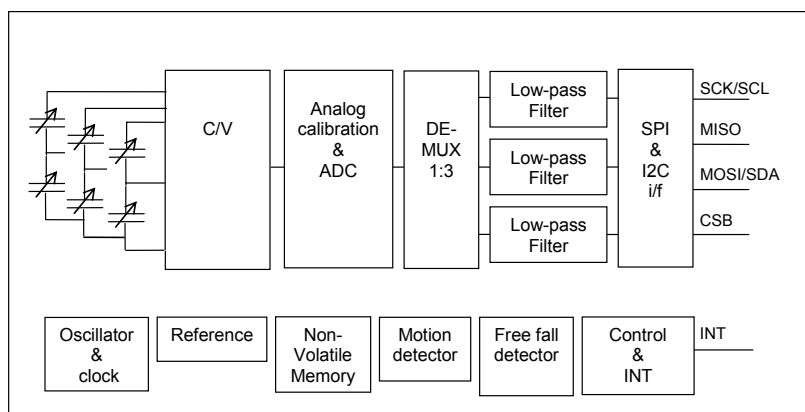 C/V
Analog
calibration
&
ADC
DE-
MUX
1:3
Low-pass
Filter
Low-pass
Filter
Low-pass
Filter
SPI
&
I2C
i/f
SCK/SCL
MISO
MOSI/SDA
CSB
Oscillator
&
clock
Reference
Non-
Volatile
Memory
Motion
detector
Free fall
detector
Control
&
INT
INT